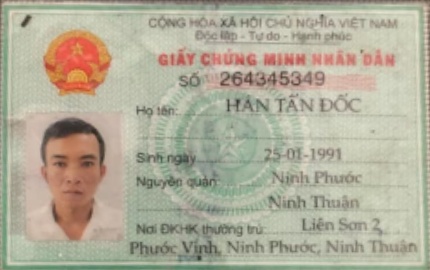 CỘNG HÒA XÃ HỘI CHỦ NGHĨA VIỆT NAM
Độc lập - Tự do - Hạnh phúc
GIẤY CHỨNG MINH NHÂN DÂN
SỐ 264345349
Họ tên: HÁN TẤN ĐỐC
Sinh ngày 25-01-1991
Nguyên quán Ninh Phước
Ninh Thuận
Nơi ĐKHK thường trú: Liên Sơn 2
Phước Vinh, Ninh Phước, Ninh Thuận